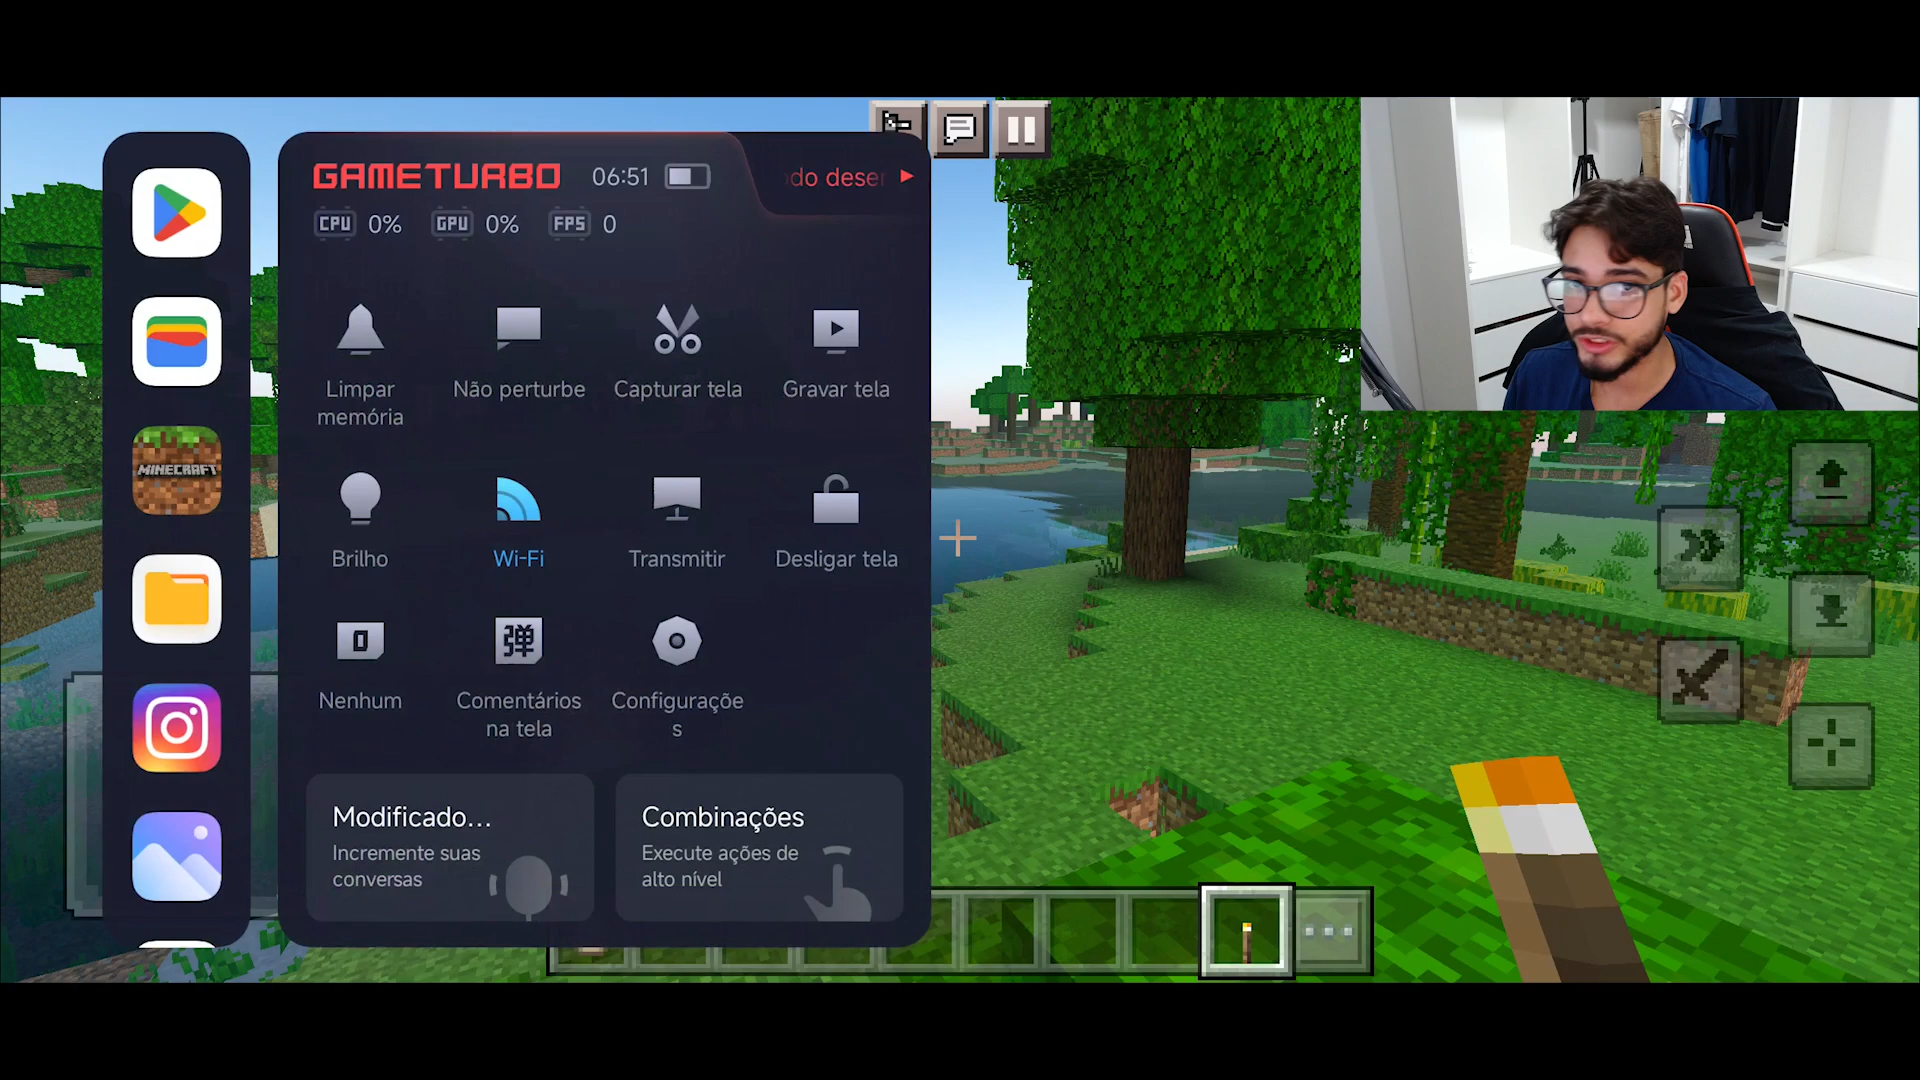 GAMETURBO 06:51
do deser
CPU 0% GPU 0% FPS 0
Limpar
memória
Não perturbe
Capturar tela
Gravar tela
MINECRAFT
Brilho
Wi-Fi
Transmitir
Desligar tela
弹
Nenhum
Comentários
na tela
Configuraçõe
s
Modificado...
Incremente suas
conversas
Combinações
Execute ações de
alto nível